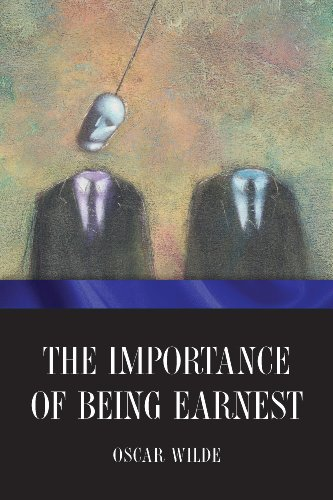 THE IMPORTANCE
OF BEING EARNEST
OSCAR WILDE